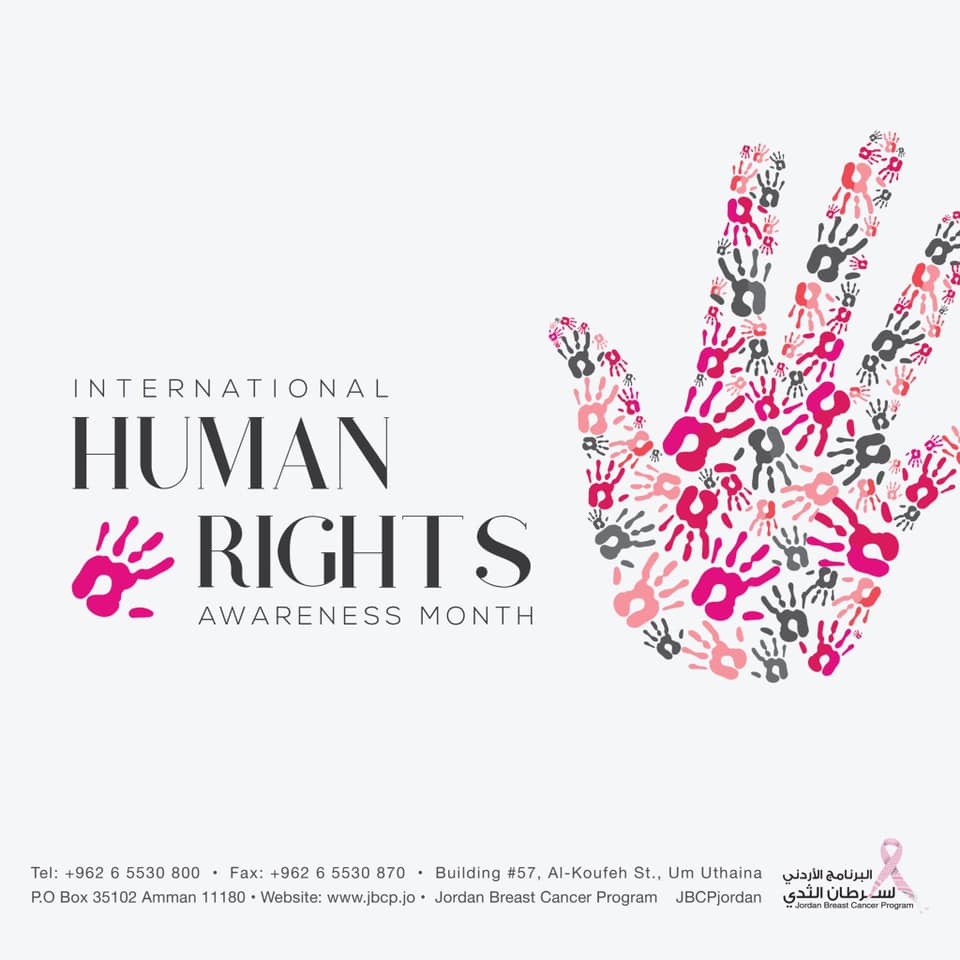 INTERNATIONAL
HUMAN
RIGHTS
AWARENESS MONTH
Tel: +962 6 5530 800 • Fax: +962 6 5530 870 • Building #57, Al-Koufeh St., Um Uthaina
P.O Box 35102 Amman 11180 • Website: www.jbcp.jo • Jordan Breast Cancer Program JBCPjordan
البرنامج الأردني
لسرطان الثدي
Jordan Breast Cancer Program